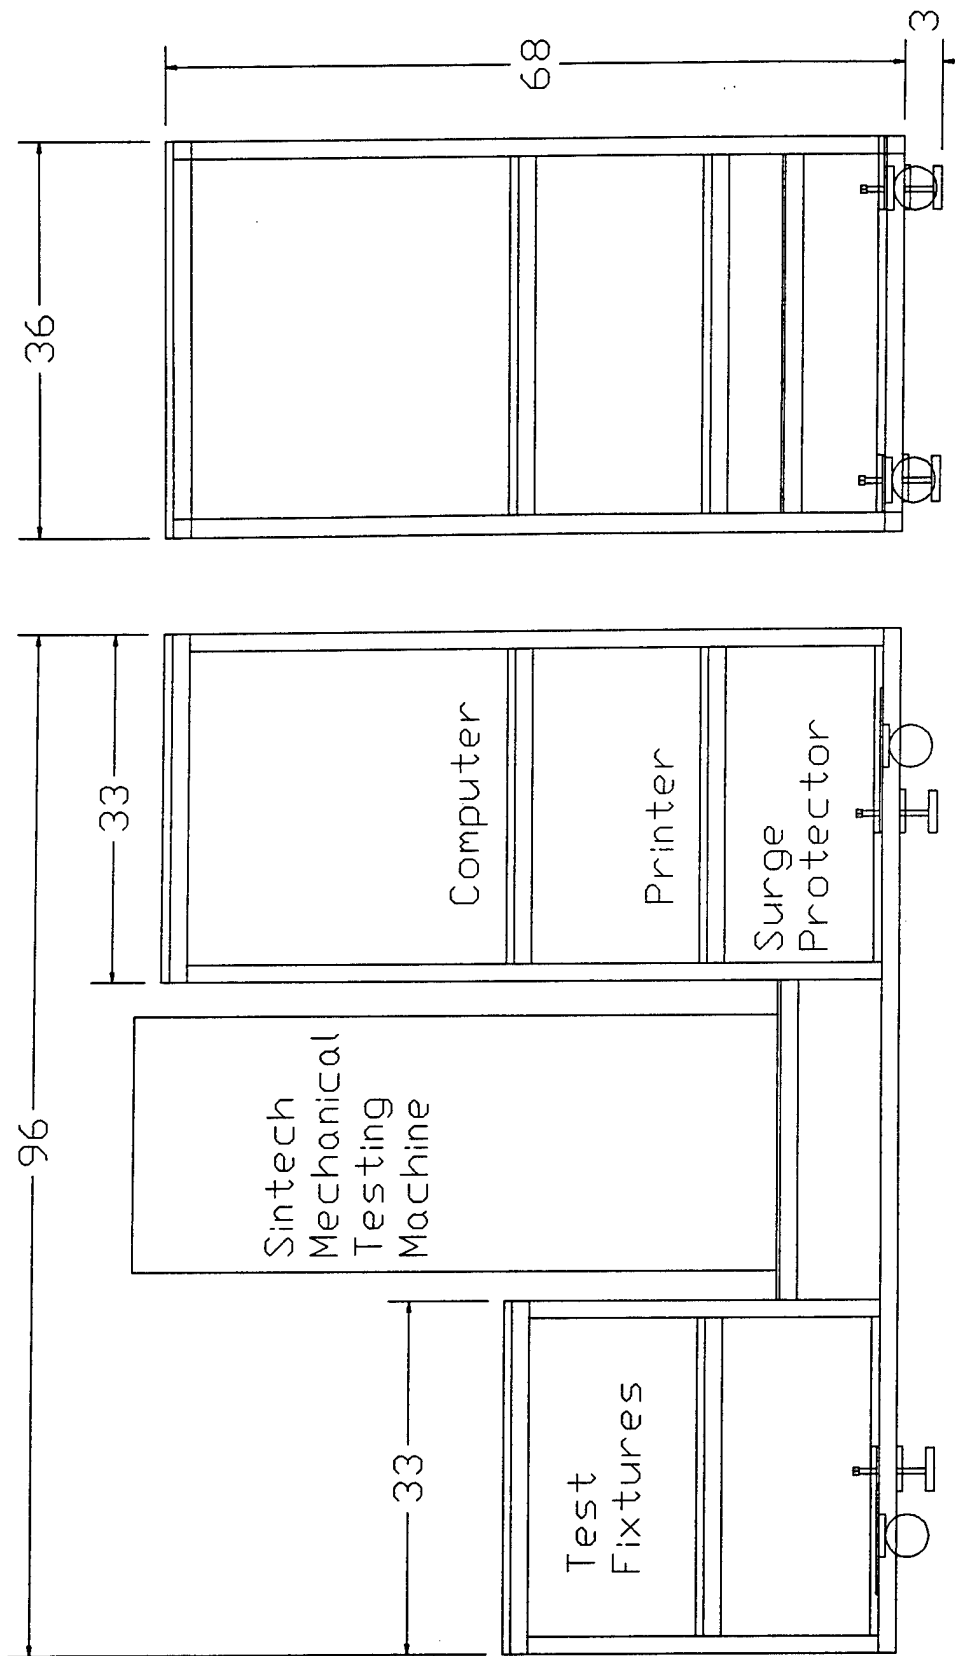 96
36
33
68
3
33
Sintech
Mechanical
Testing
Machine
Computer
Printer
Surge
Protector
Test
Fixtures